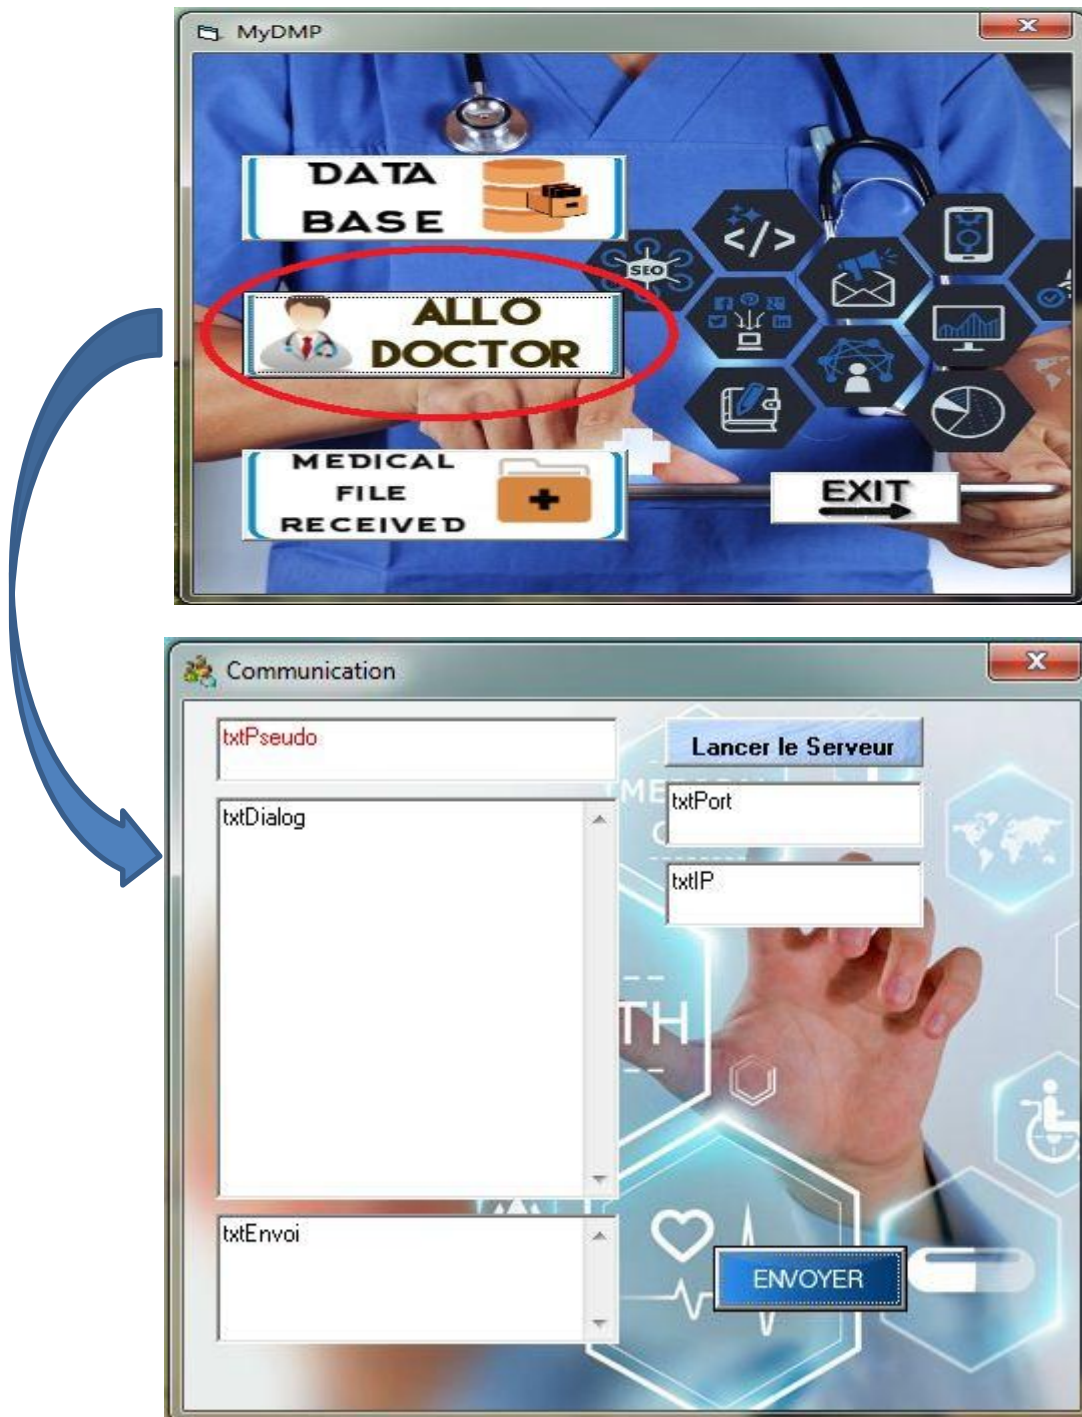 MyDMP
DATA
BASE
</>
SEO
ALLO
DOCTOR
MEDICAL
FILE
RECEIVED
EXIT
Communication
txtPseudo
Lancer le Serveur
txtDialog
txtPort
txtIP
TH
txtEnvoi
ENVOYER